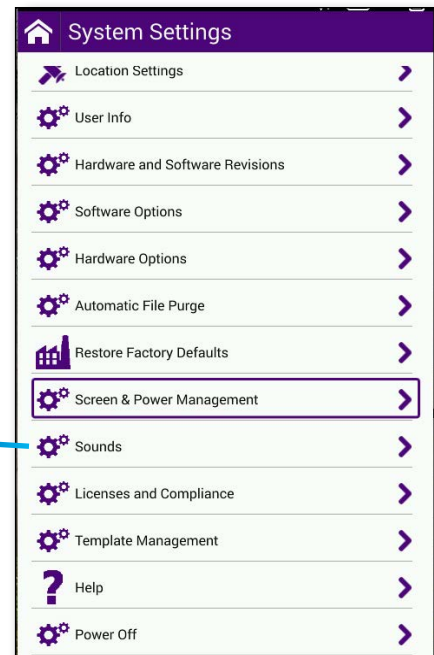 System Settings
Location Settings
User Info
Hardware and Software Revisions
Software Options
Hardware Options
Automatic File Purge
Restore Factory Defaults
Screen & Power Management
Sounds
Licenses and Compliance
Template Management
Help
Power Off